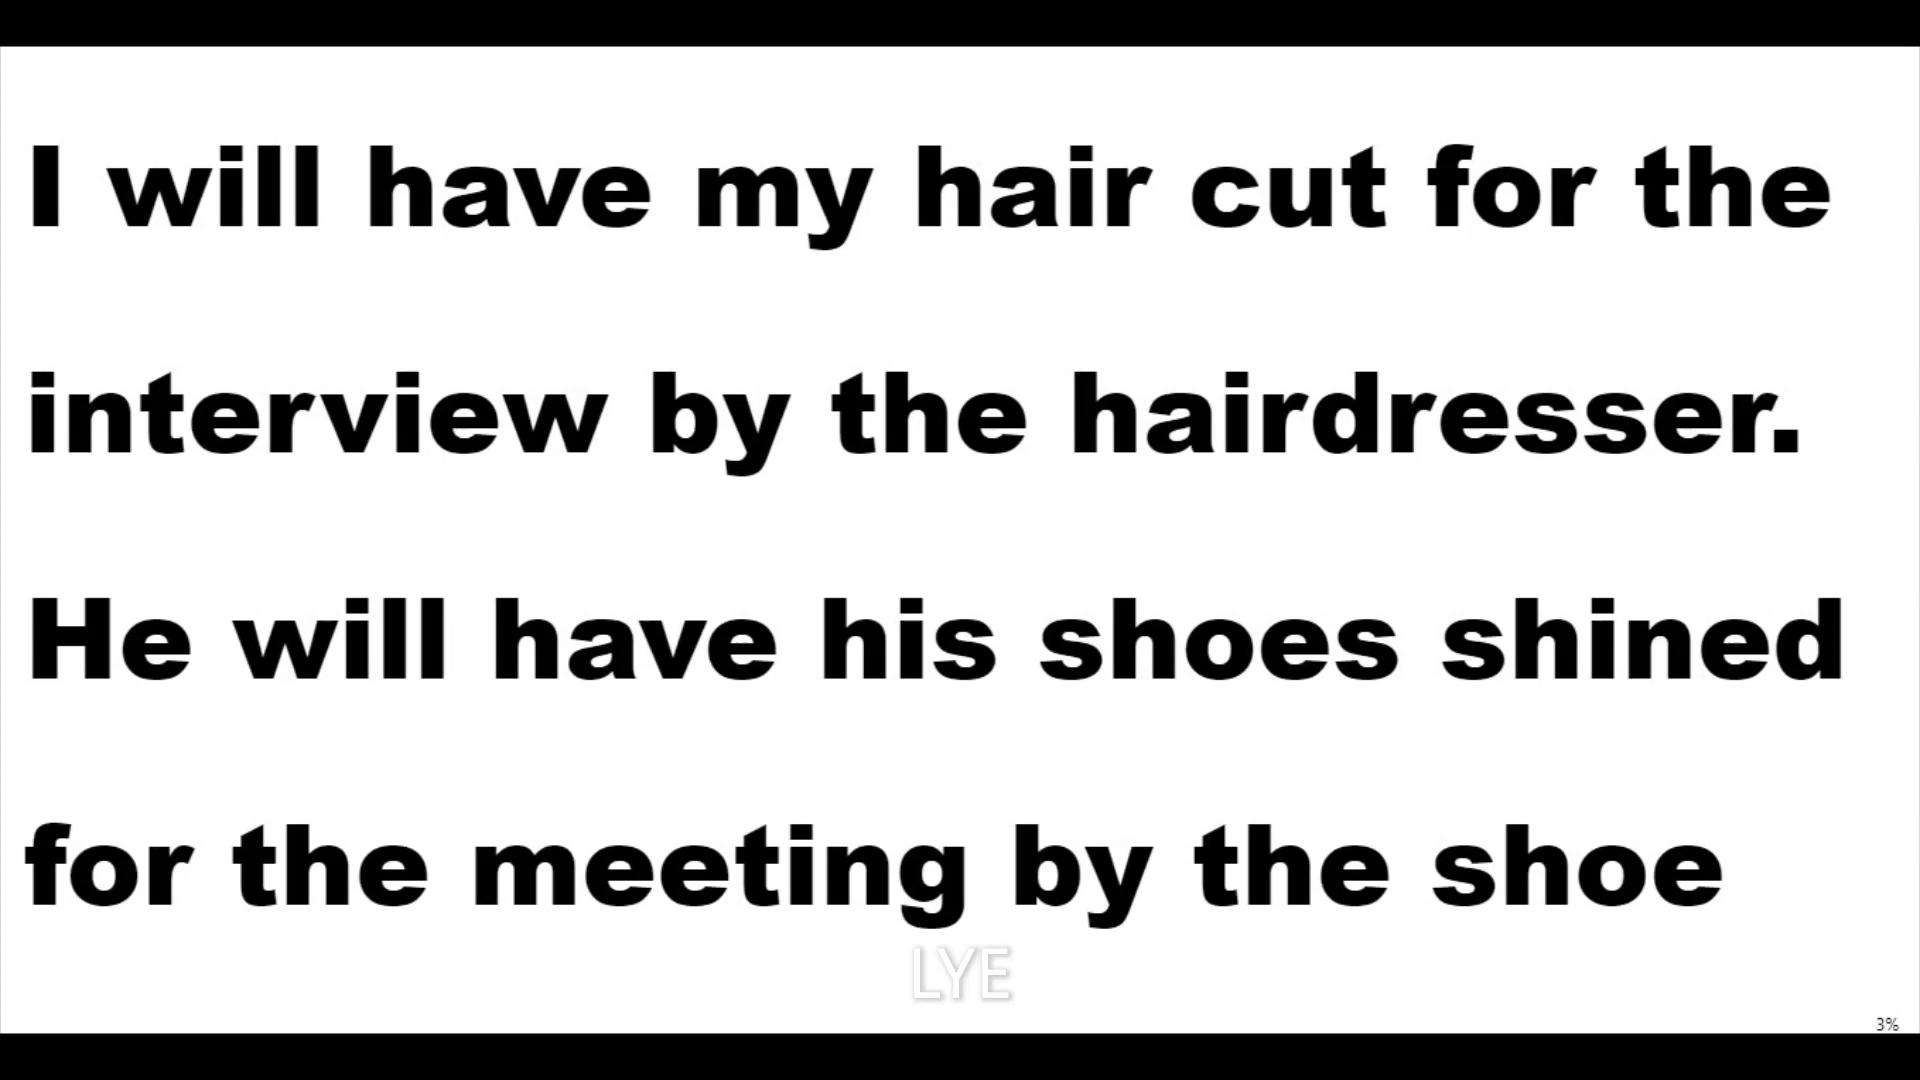 I will have my hair cut for the
interview by the hairdresser.
He will have his shoes shined
for the meeting by the shoe
LYE
3%